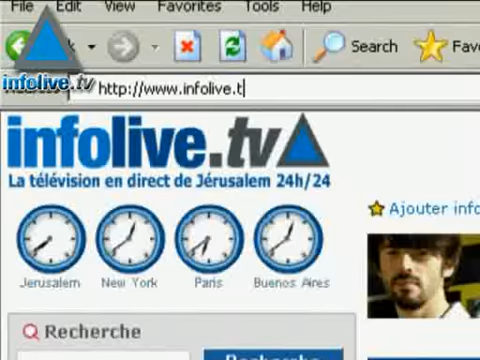 File Edit View Favorites Tools Help
Search
infolive.tv
http://www.infolive.t
infolive.tv
La télévision en direct de Jérusalem 24h/24
Ajouter info
Jerusalem New York Paris Buenos Aires
Recherche
Recherche